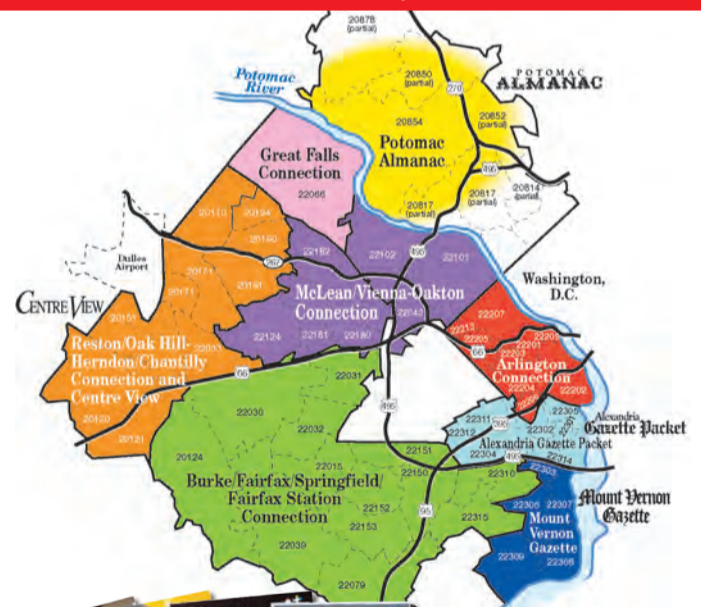 20878
(partial)
POTOMAC
ALMANAC
Potomac
River
20850
(partial)
270
20852
(partial)
20854
Potomac
Almanac
Great Falls
Connection
22066
495
20814
(partial)
20817
(partial)
20817
(partial)
20170
20194
20190
22182
22102
495
22101
Dulles
Airport
267
20171
20191
Washington,
D.C.
McLean/Vienna-Oakton
Connection
CENTRE VIEW
20151
22124
22181
22180
22043
22207
22213
22205
22201
22203
66
Reston/Oak Hill-
Herndon/Chantilly
Connection and
Centre View
22033
66
22031
Arlington
Connection
22204
22202
22206
20120
20121
22030
22032
495
22311
22312
395
22302
22305
22301
22304
22314
Alexandria
Gazette Packet
Alexandria Gazette Packet
495
20124
22015
22151
22150
22310
22303
Burke/Fairfax/Springfield/
Fairfax Station
Connection
22152
22153
95
22315
22306
22307
Mount
Vernon
Gazette
Mount Vernon
Gazette
22039
22309
22308
22079